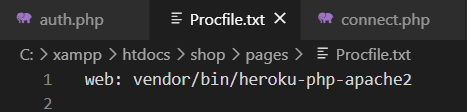 auth.php Procfile.txt × connect.php
C: > xampp > htdocs > shop > pages > Procfile.txt
1 web: vendor/bin/heroku-php-apache2
2